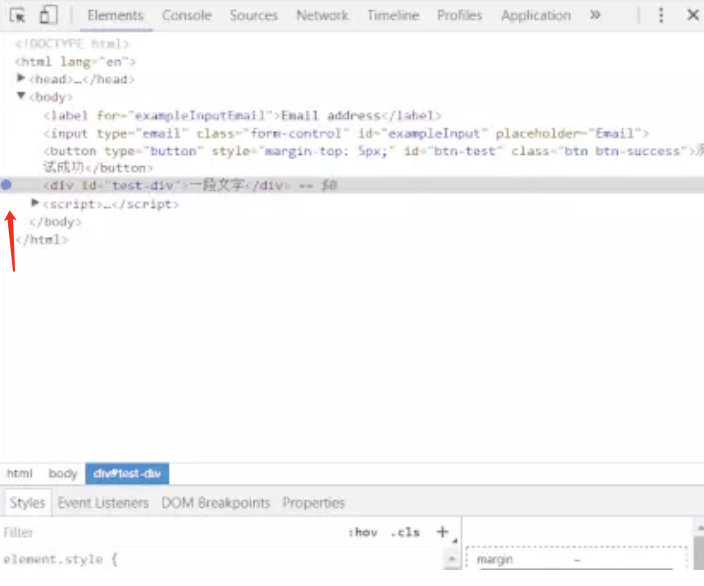 Elements Console Sources Network Timeline Profiles Application »
<!DOCTYPE html>
<html lang="en">
<head>…</head>
<body>
<label for="exampleInputEmail">Email address</label>
<input type="email" class="form-control" id="exampleInput" placeholder="Email">
<button type="button" style="margin-top: 5px;" id="btn-test" class="btn btn-success">测
试成功</button>
<div id="test-div">一段文字</div> == $0
<script>…</script>
</body>
</html>
html body div#test-div
Styles Event Listeners DOM Breakpoints Properties
Filter :hov .cls +
element.style {
margin -